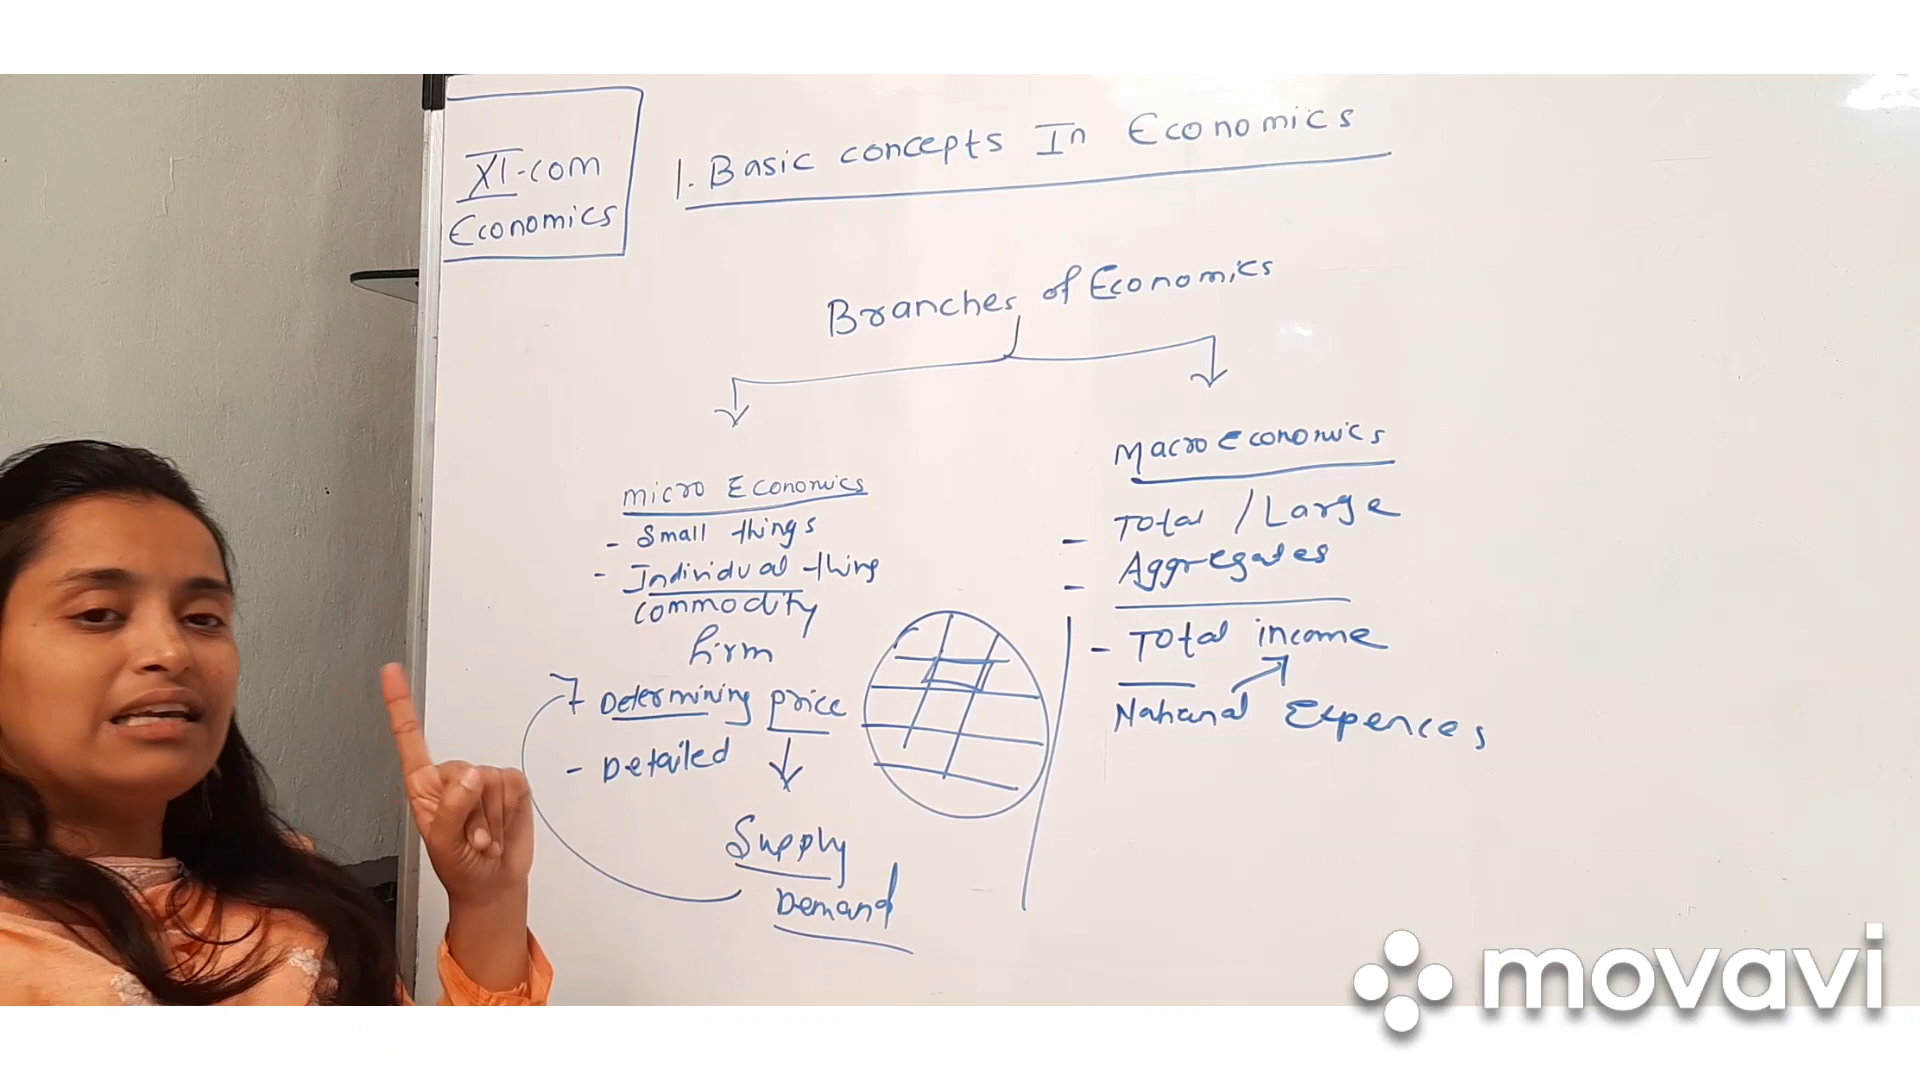 XI-com
Economics
1. Basic concepts In Economics
Branches of Economics
micro Economics
- Small things
- Individual thing
commodity
firm
7 Determining price
- Detailed
Supply
Demand
Macro Economics
- Total / Large
- Aggregates
- Total income
National Expences
movavi